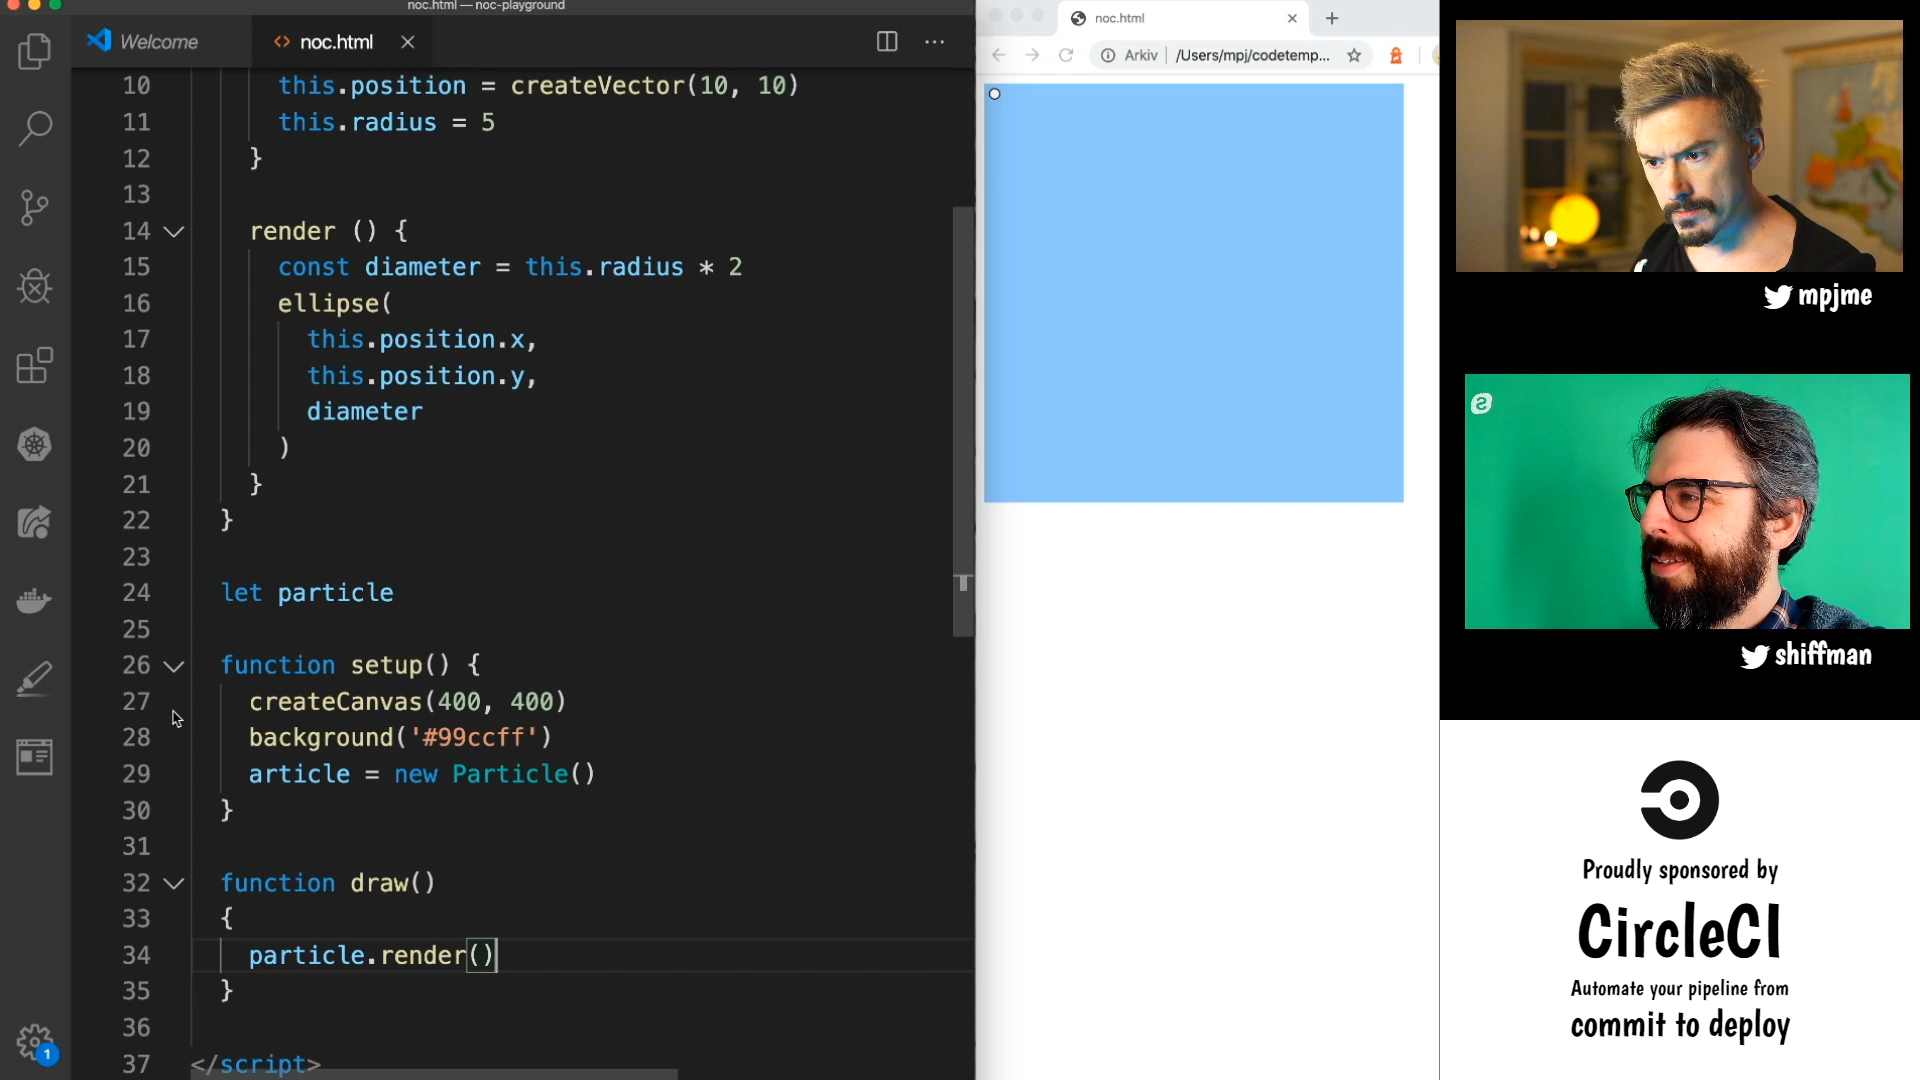 noc.html — noc-playground
Welcome
noc.html
10 this.position = createVector(10, 10)
11 this.radius = 5
12 }
13
14 render () {
15 const diameter = this.radius * 2
16 ellipse(
17 this.position.x,
18 this.position.y,
19 diameter
20 )
21 }
22 }
23
24 let particle
25
26 function setup() {
27 createCanvas(400, 400)
28 background('#99ccff')
29 article = new Particle()
30 }
31
32 function draw()
33 {
34 particle.render()
35 }
36
37 </script>
1
noc.html
Arkiv | /Users/mpj/codetemp...
mpjme
shiffman
Proudly sponsored by
CircleCI
Automate your pipeline from
commit to deploy